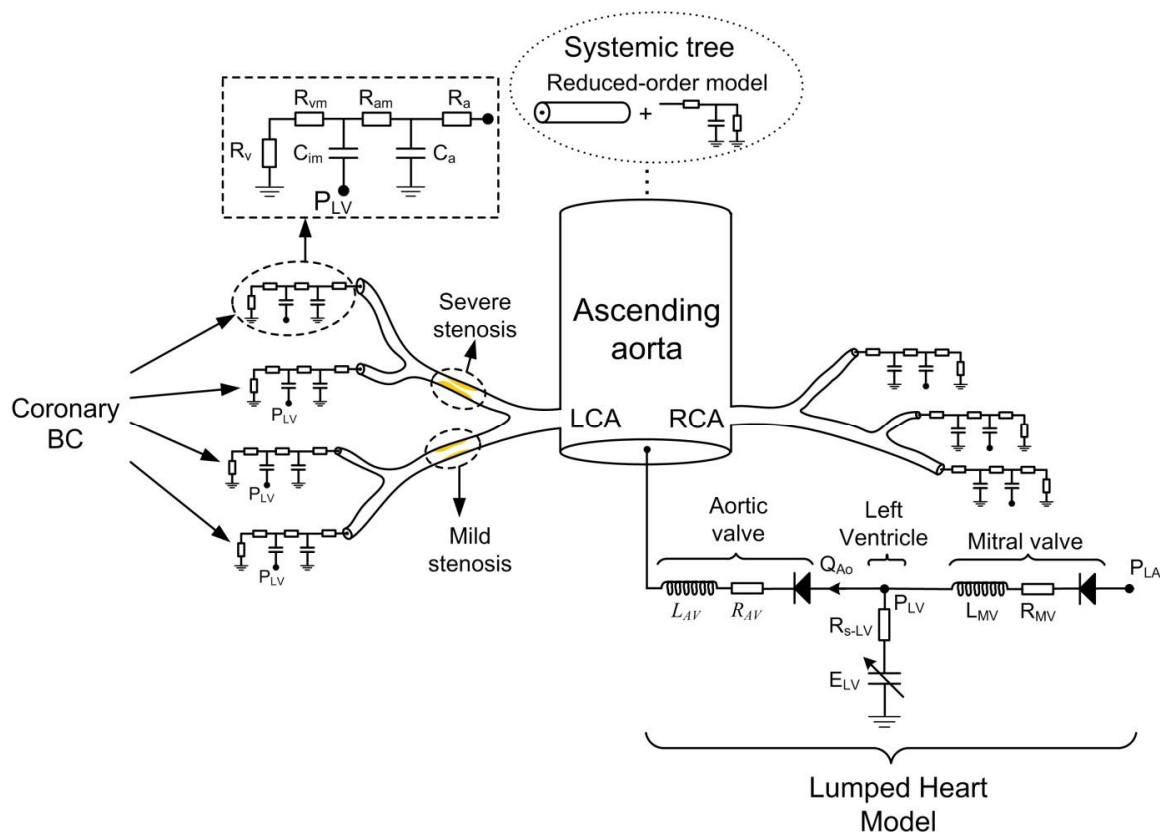 Systemic tree
Reduced-order model
+
R_vm
R_am
R_a
R_v
C_im
C_a
P_LV
Severe
stenosis
Ascending
aorta
Coronary
BC
P_LV
LCA
RCA
P_LV
P_LV
Mild
stenosis
Aortic
valve
Left
Ventricle
Mitral valve
Q_Ao
P_LA
L_AV
R_AV
P_LV
L_MV
R_MV
R_s-LV
E_LV
Lumped Heart
Model